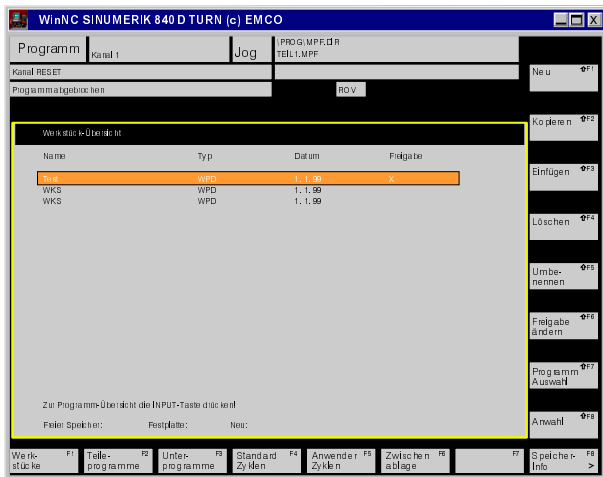 WinNC SINUMERIK 840 D TURN (c) EMCO
Programm
Kanal 1
Jog
\PROG\MPF.DIR
TEIL1.MPF
Kanal RESET
Programm abgebrochen
ROV
Werkstück-Übersicht
Name Typ Datum Freigabe
Test WPD 1. 1. 99 X
WKS WPD 1. 1. 99
WKS WPD 1. 1. 99
Zur Programm-Übersicht die INPUT-Taste drücken!
Freier Speicher: Festplatte: Neu:
Neu F1
Kopieren F2
Einfügen F3
Löschen F4
Umbe-
nennen F5
Freigabe
ändern F6
Programm
Auswahl F7
Anwahl F8
Werk-
stücke F1
Teile-
programme F2
Unter-
programme F3
Standard
Zyklen F4
Anwender
Zyklen F5
Zwischen
ablage F6
F7
Speicher-
Info F8 >